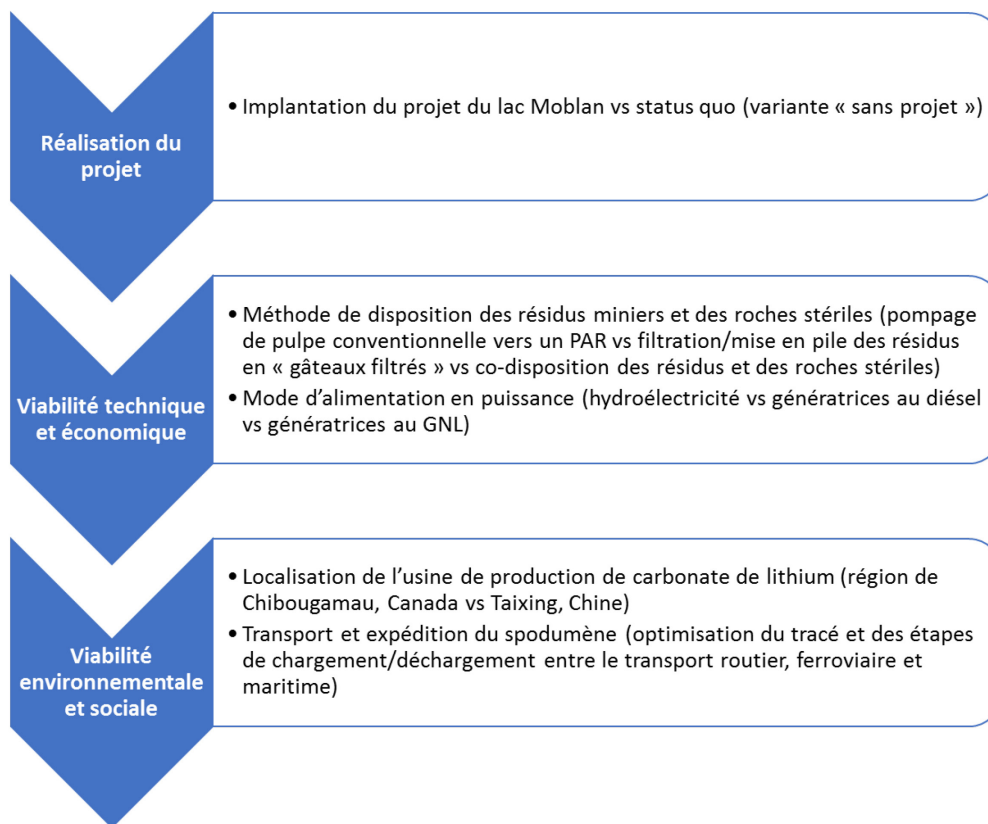 Réalisation du
projet
• Implantation du projet du lac Moblan vs status quo (variante « sans projet »)
Viabilité technique
et économique
• Méthode de disposition des résidus miniers et des roches stériles (pompage
de pulpe conventionnelle vers un PAR vs filtration/mise en pile des résidus
en « gâteaux filtrés » vs co-disposition des résidus et des roches stériles)
• Mode d’alimentation en puissance (hydroélectricité vs génératrices au diésel
vs génératrices au GNL)
Viabilité
environnementale
et sociale
• Localisation de l’usine de production de carbonate de lithium (région de
Chibougamau, Canada vs Taixing, Chine)
• Transport et expédition du spodumène (optimisation du tracé et des étapes
de chargement/déchargement entre le transport routier, ferroviaire et
maritime)